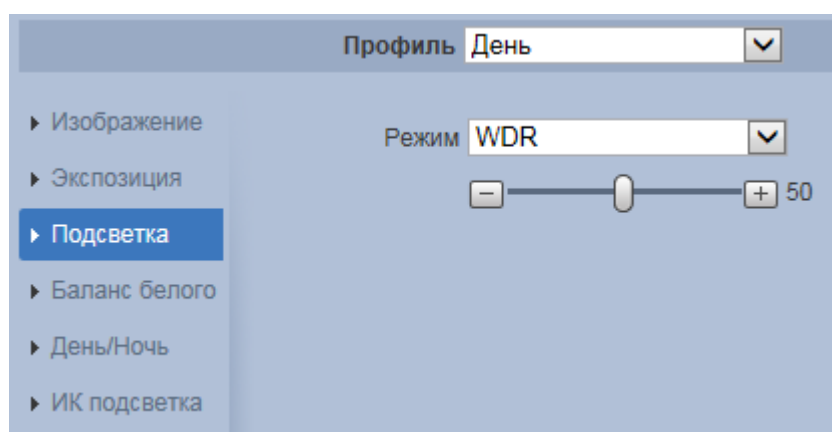 Профиль День
Изображение
Режим WDR
Экспозиция
50
Подсветка
Баланс белого
День/Ночь
ИК подсветка